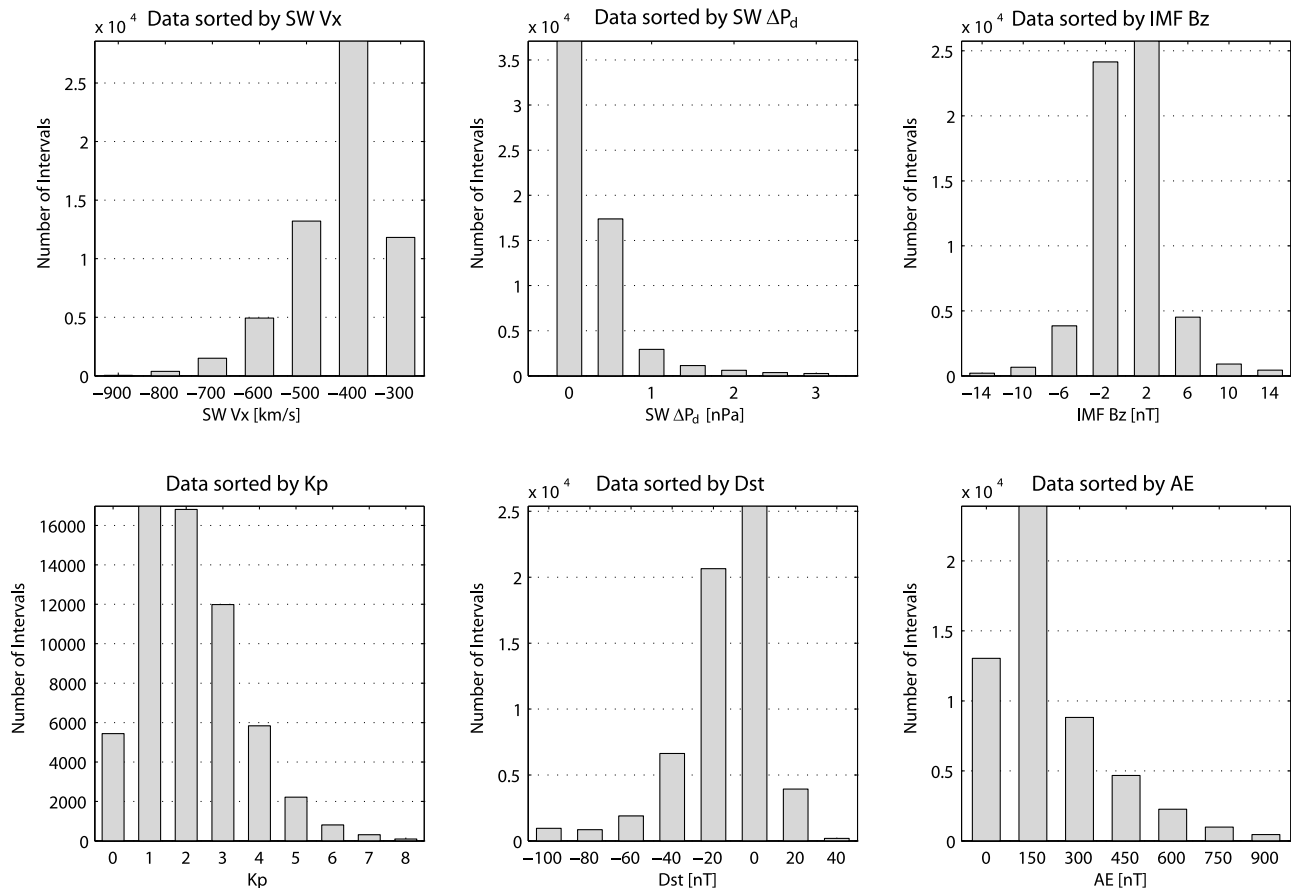 Data sorted by SW Vx
x 10^4
2.5
2
1.5
1
0.5
0
Number of Intervals
−900 −800 −700 −600 −500 −400 −300
SW Vx [km/s]
Data sorted by SW ΔP_d
x 10^4
3.5
3
2.5
2
1.5
1
0.5
0
Number of Intervals
0 1 2 3
SW ΔP_d [nPa]
Data sorted by IMF Bz
x 10^4
2.5
2
1.5
1
0.5
0
Number of Intervals
−14 −10 −6 −2 2 6 10 14
IMF Bz [nT]
Data sorted by Kp
16000
14000
12000
10000
8000
6000
4000
2000
0
Number of Intervals
0 1 2 3 4 5 6 7 8
Kp
Data sorted by Dst
x 10^4
2.5
2
1.5
1
0.5
0
Number of Intervals
−100 −80 −60 −40 −20 0 20 40
Dst [nT]
Data sorted by AE
x 10^4
2
1.5
1
0.5
0
Number of Intervals
0 150 300 450 600 750 900
AE [nT]